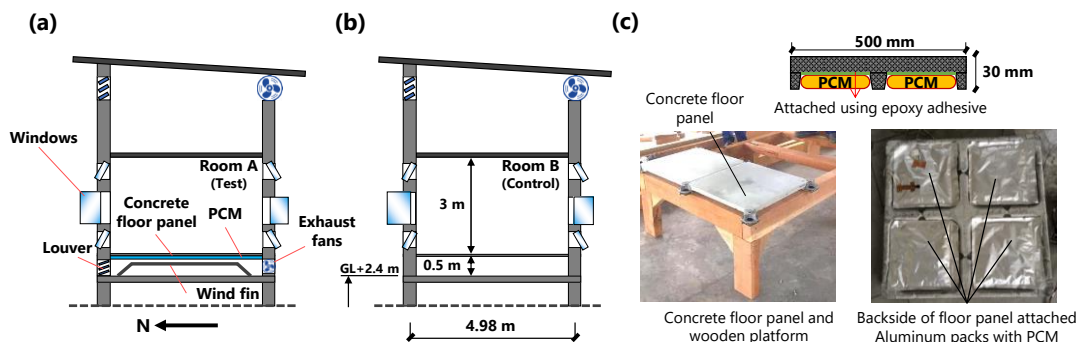 (a)
Windows
Room A
(Test)
Concrete
floor panel
PCM
Exhaust
fans
Louver
Wind fin
N
(b)
Room B
(Control)
3 m
0.5 m
GL+2.4 m
4.98 m
(c)
500 mm
30 mm
PCM
PCM
Attached using epoxy adhesive
Concrete floor
panel
Concrete floor panel and
wooden platform
Backside of floor panel attached
Aluminum packs with PCM